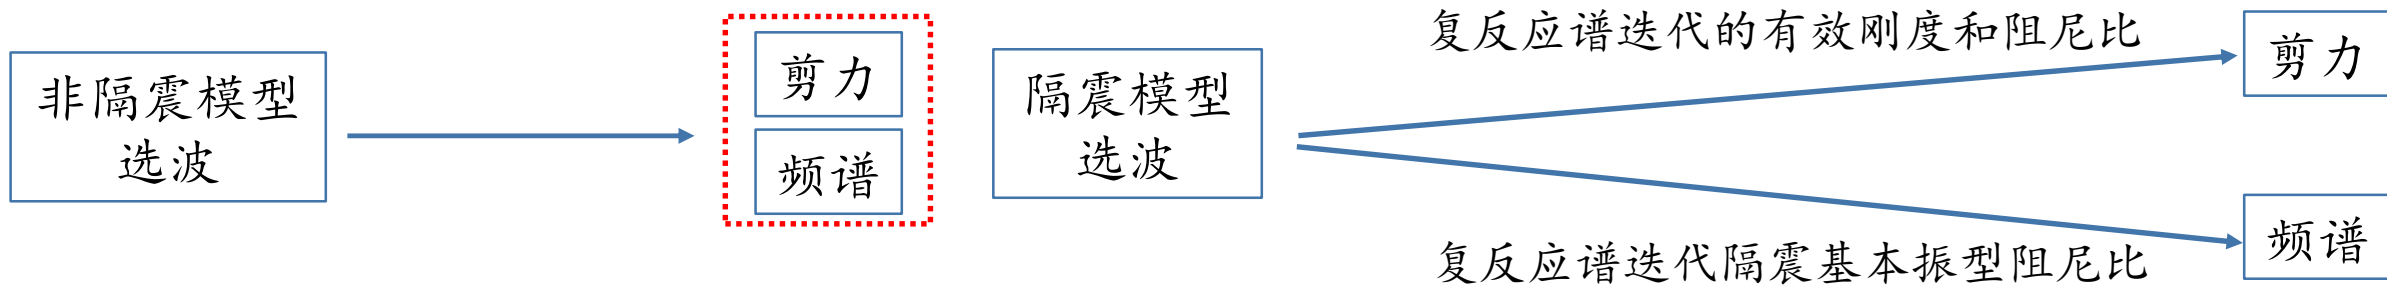 非隔震模型
选波
剪力
频谱
隔震模型
选波
复反应谱迭代的有效刚度和阻尼比
剪力
复反应谱迭代隔震基本振型阻尼比
频谱